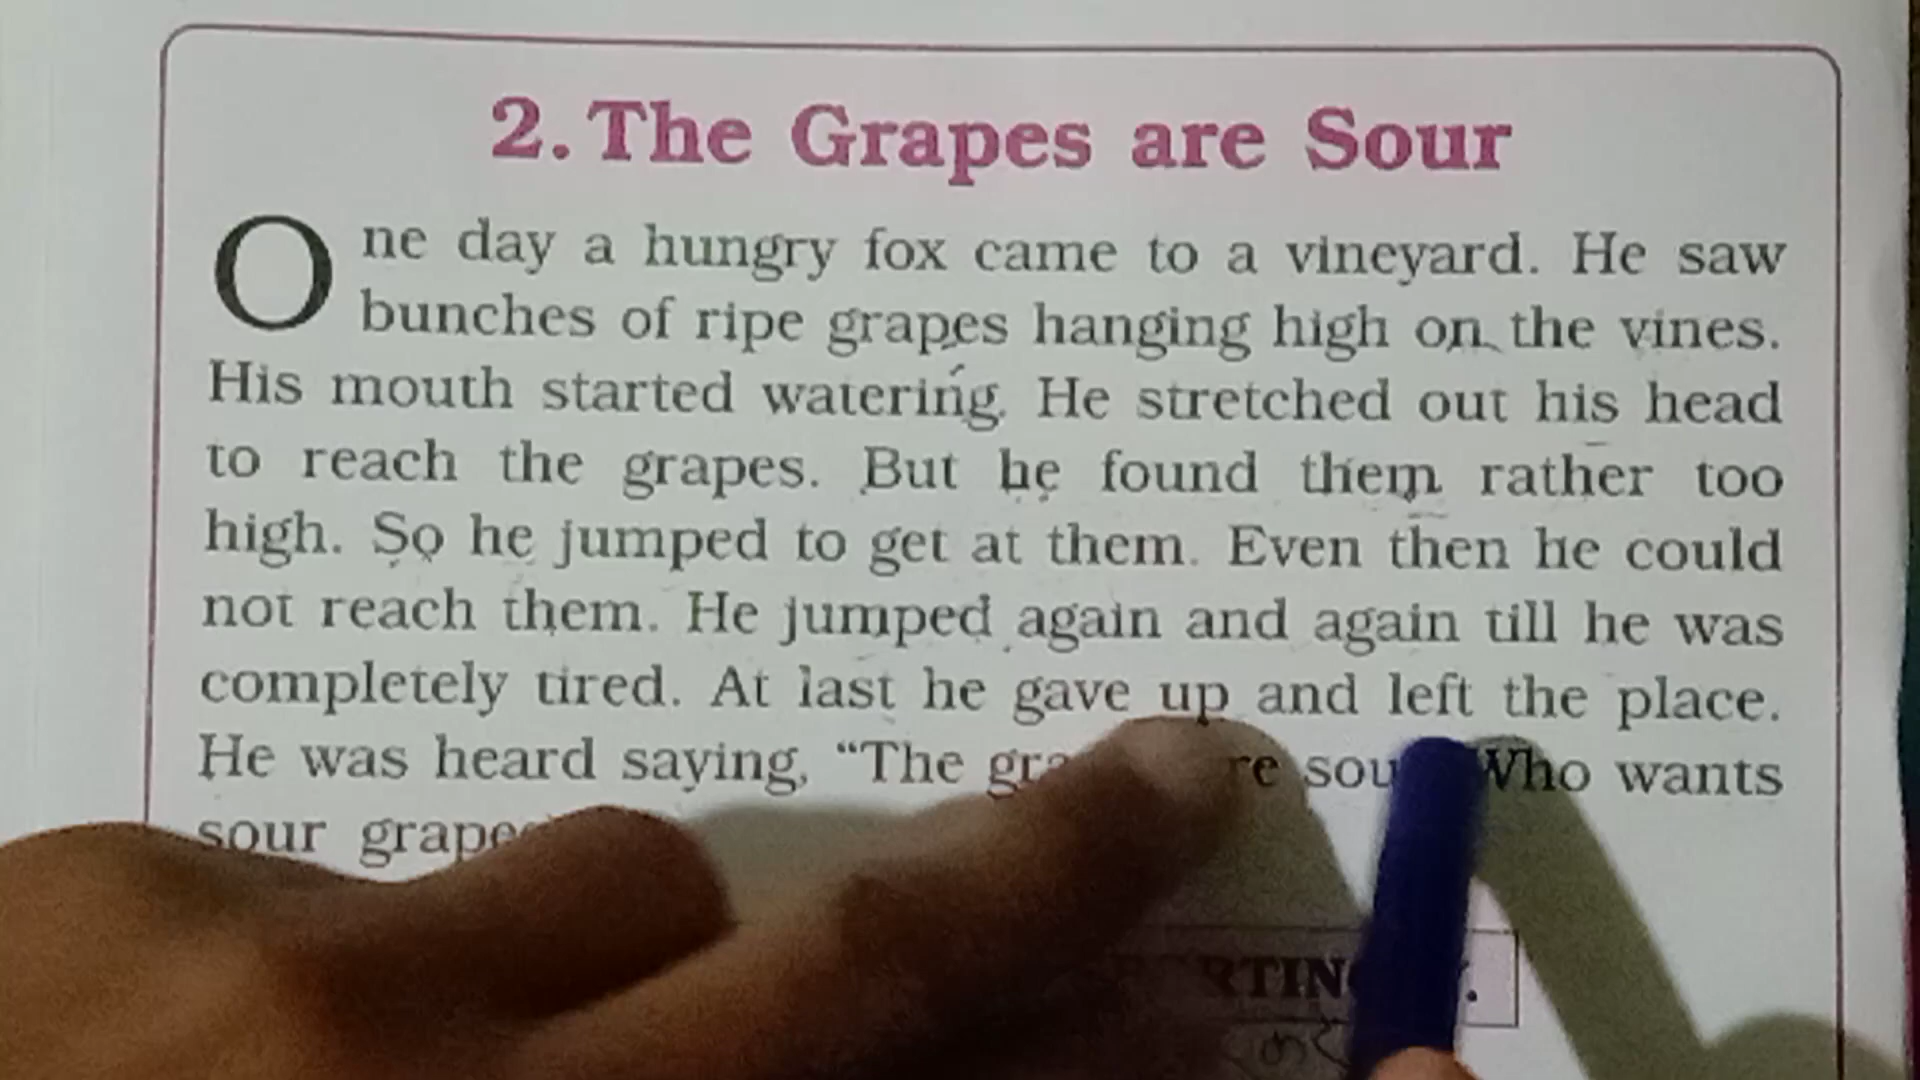 2. The Grapes are Sour
One day a hungry fox came to a vineyard. He saw
bunches of ripe grapes hanging high on the vines.
His mouth started watering. He stretched out his head
to reach the grapes. But he found them rather too
high. So he jumped to get at them. Even then he could
not reach them. He jumped again and again till he was
completely tired. At last he gave up and left the place.
He was heard saying, “The Who wants
sour